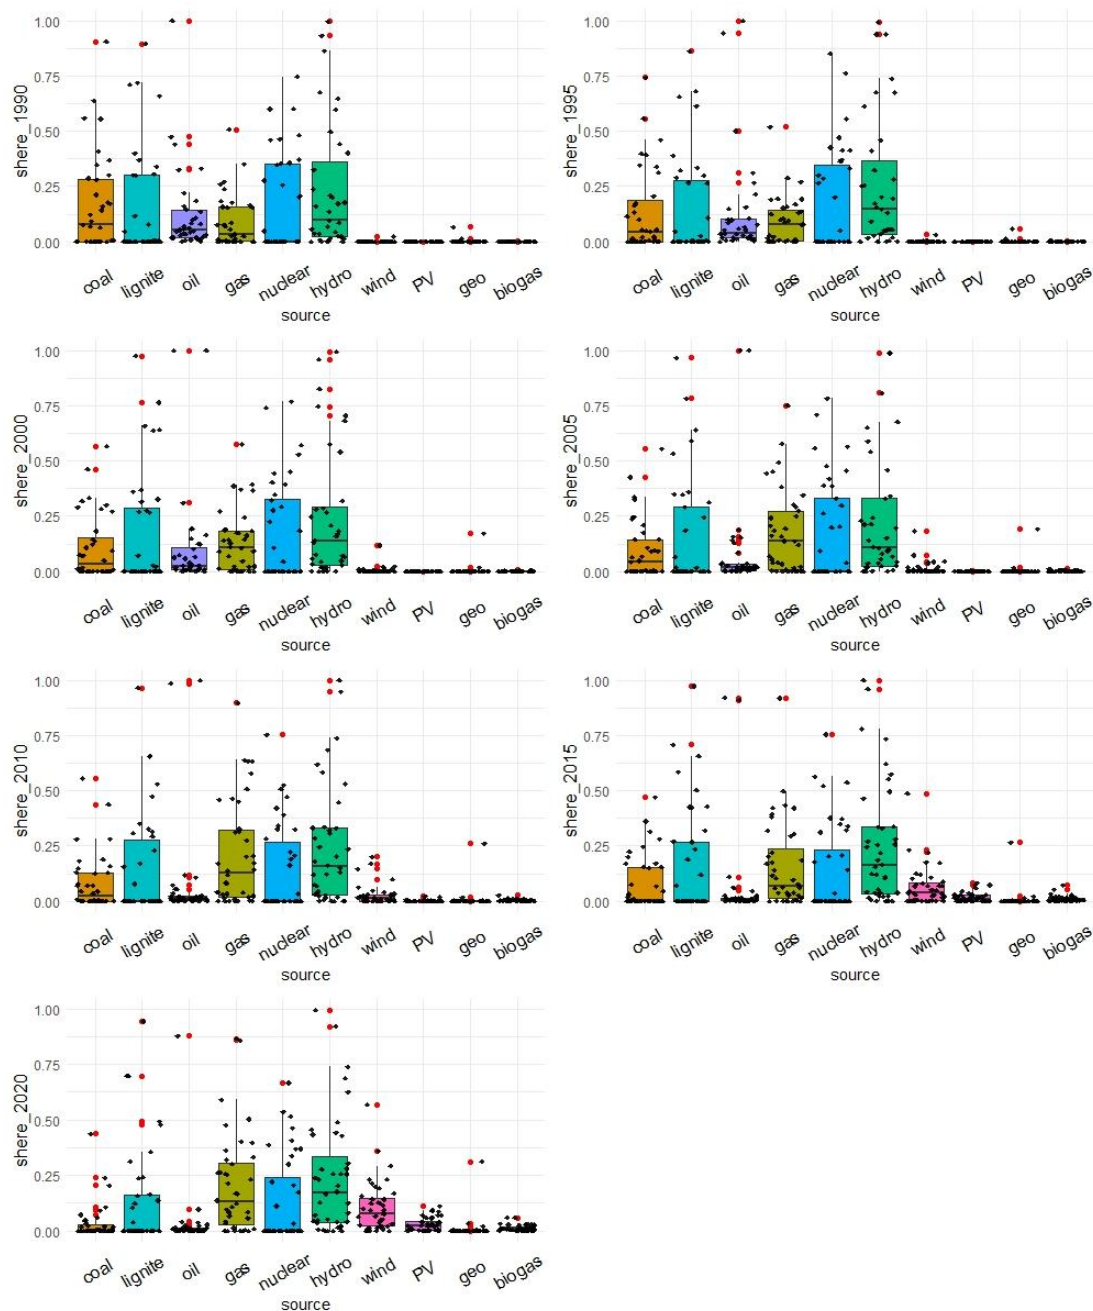 shere_1990
1.00
0.75
0.50
0.25
0.00
coal lignite oil gas nuclear hydro wind PV geo biogas
source
shere_1995
1.00
0.75
0.50
0.25
0.00
coal lignite oil gas nuclear hydro wind PV geo biogas
source
shere_2000
1.00
0.75
0.50
0.25
0.00
coal lignite oil gas nuclear hydro wind PV geo biogas
source
shere_2005
1.00
0.75
0.50
0.25
0.00
coal lignite oil gas nuclear hydro wind PV geo biogas
source
shere_2010
1.00
0.75
0.50
0.25
0.00
coal lignite oil gas nuclear hydro wind PV geo biogas
source
shere_2015
1.00
0.75
0.50
0.25
0.00
coal lignite oil gas nuclear hydro wind PV geo biogas
source
shere_2020
1.00
0.75
0.50
0.25
0.00
coal lignite oil gas nuclear hydro wind PV geo biogas
source